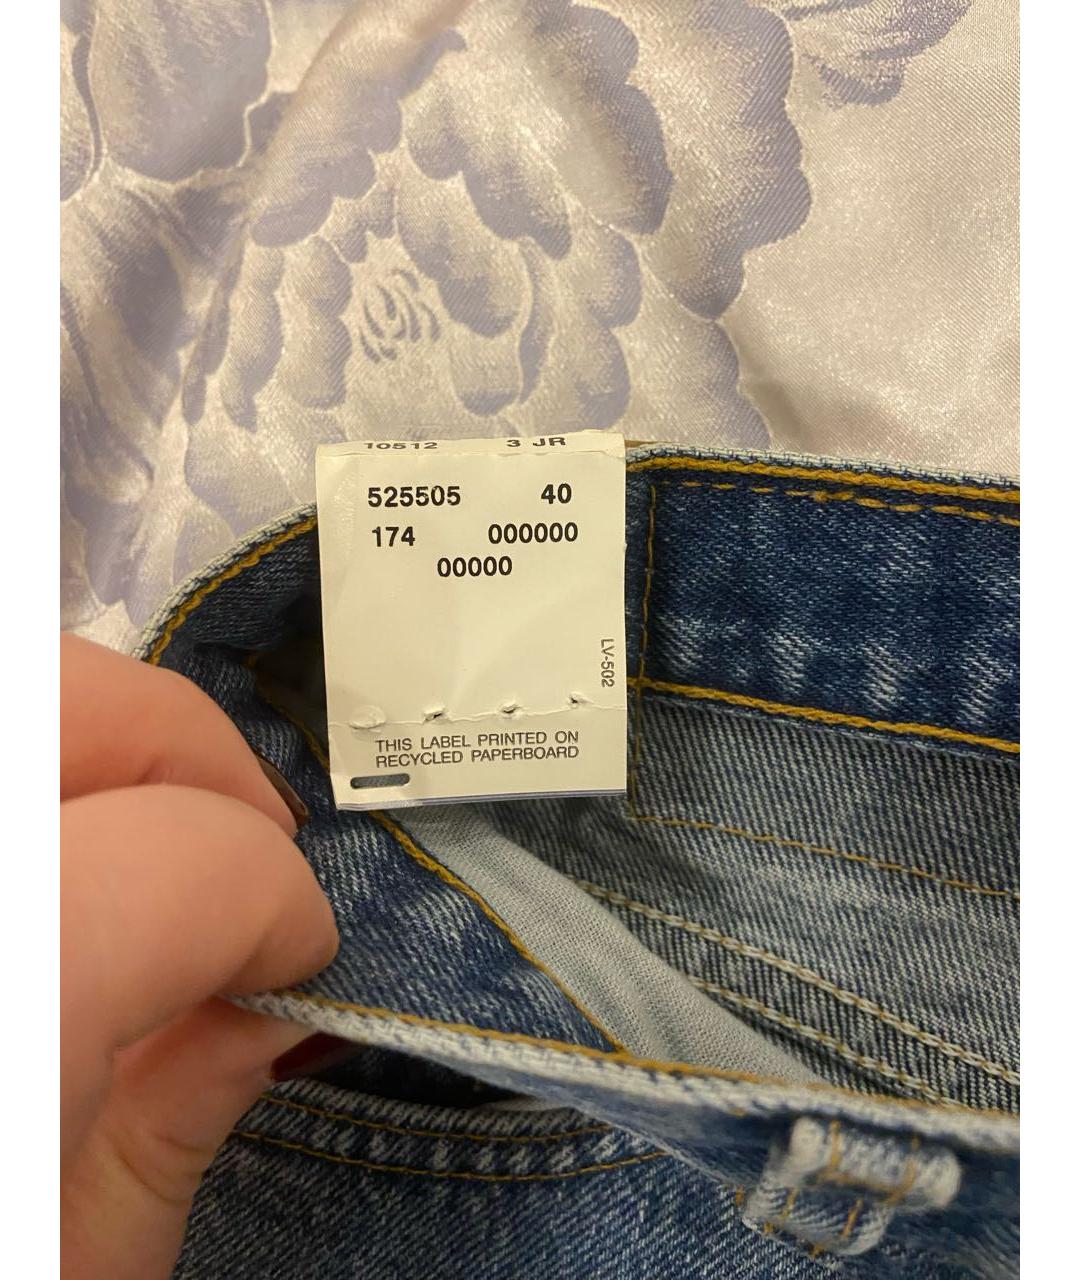 10512 3 JR
525505 40
174 000000
00000
LV-502
THIS LABEL PRINTED ON
RECYCLED PAPERBOARD